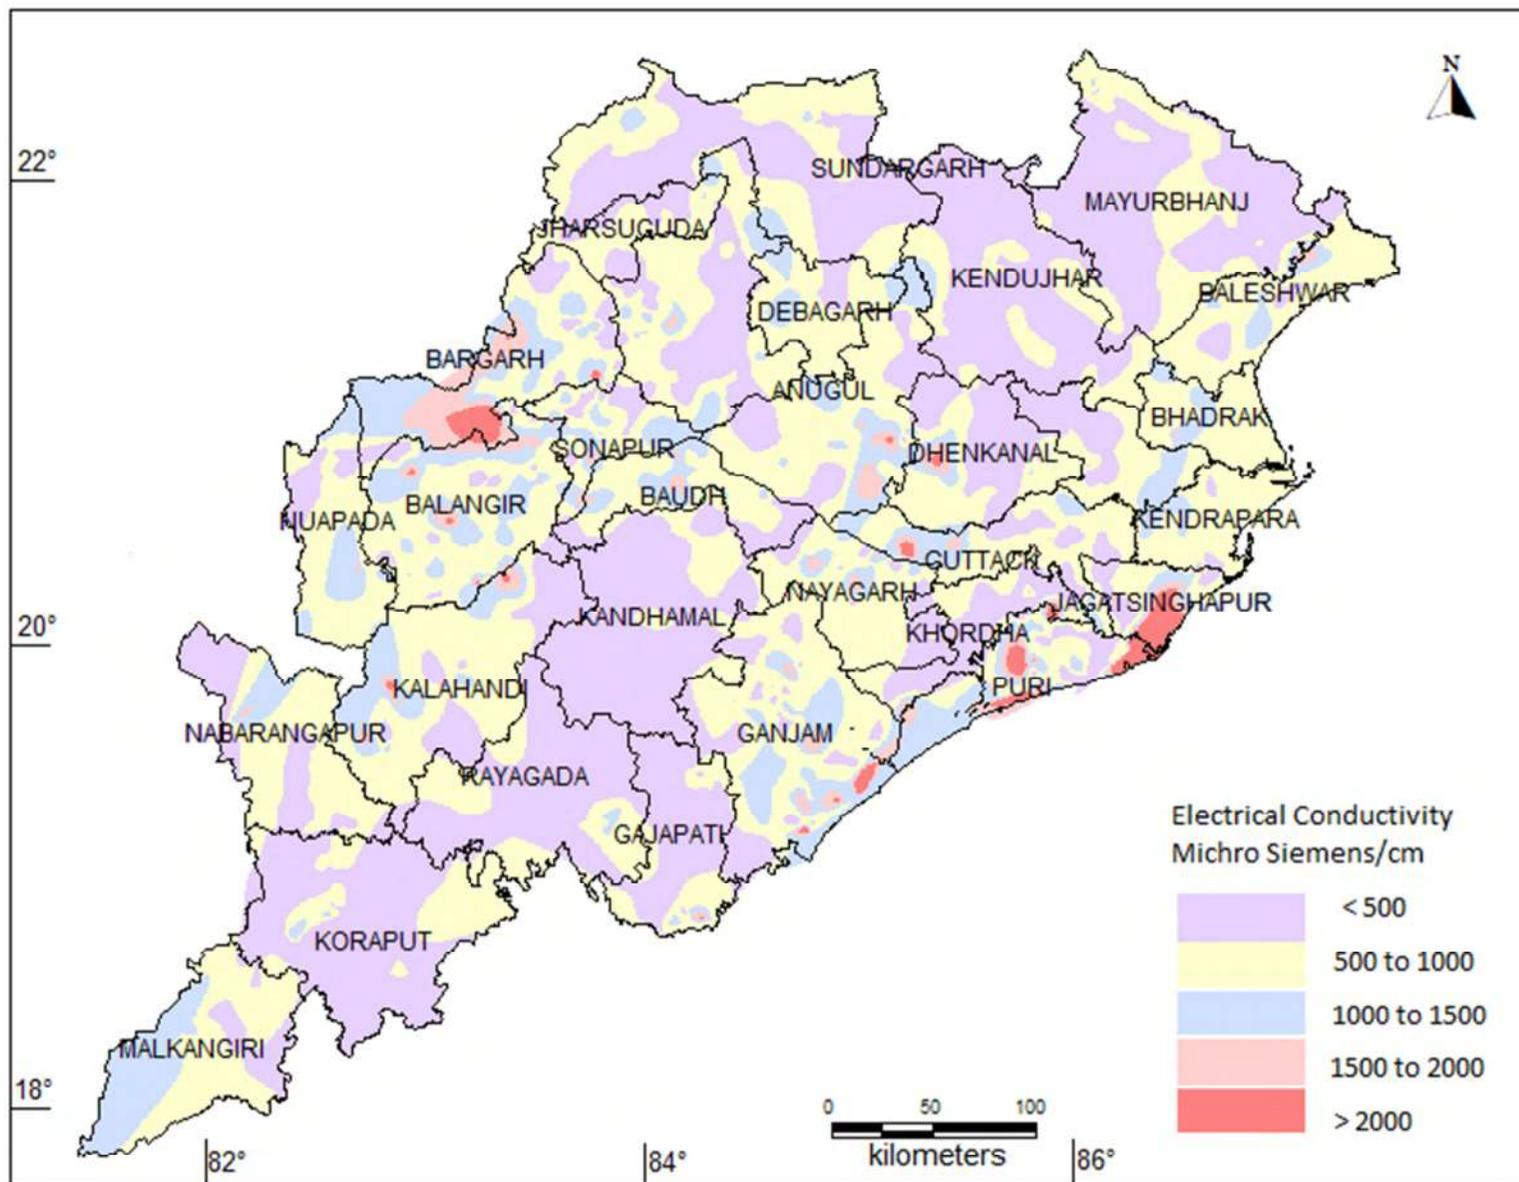 N
22°
SUNDARGARH
MAYURBHANJ
JHARSUGUDA
KENDUJHAR
BALESHWAR
DEBAGARH
BARGARH
ANUGUL
BHADRAK
SONAPUR
DHENKANAL
BALANGIR
BAUDH
NUAPADA
KENDRAPARA
GUTTACK
NAYAGARH
JAGATSINGHAPUR
KANDHAMAL
20°
KHORDHA
KALAHANDI
PURI
NABARANGAPUR
GANJAM
RAYAGADA
GAJAPATI
KORAPUT
MALKANGIRI
Electrical Conductivity
Michro Siemens/cm
< 500
500 to 1000
1000 to 1500
1500 to 2000
> 2000
18°
0 50 100
kilometers
82° 84° 86°